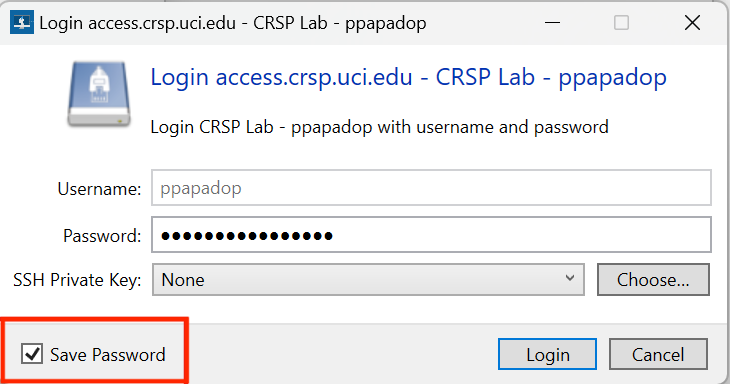 Login access.crsp.uci.edu - CRSP Lab - ppapadop
Login access.crsp.uci.edu - CRSP Lab - ppapadop
Login CRSP Lab - ppapadop with username and password
Username: ppapadop
Password: ●●●●●●●●●●●●●●●●
SSH Private Key: None Choose...
Save Password Login Cancel